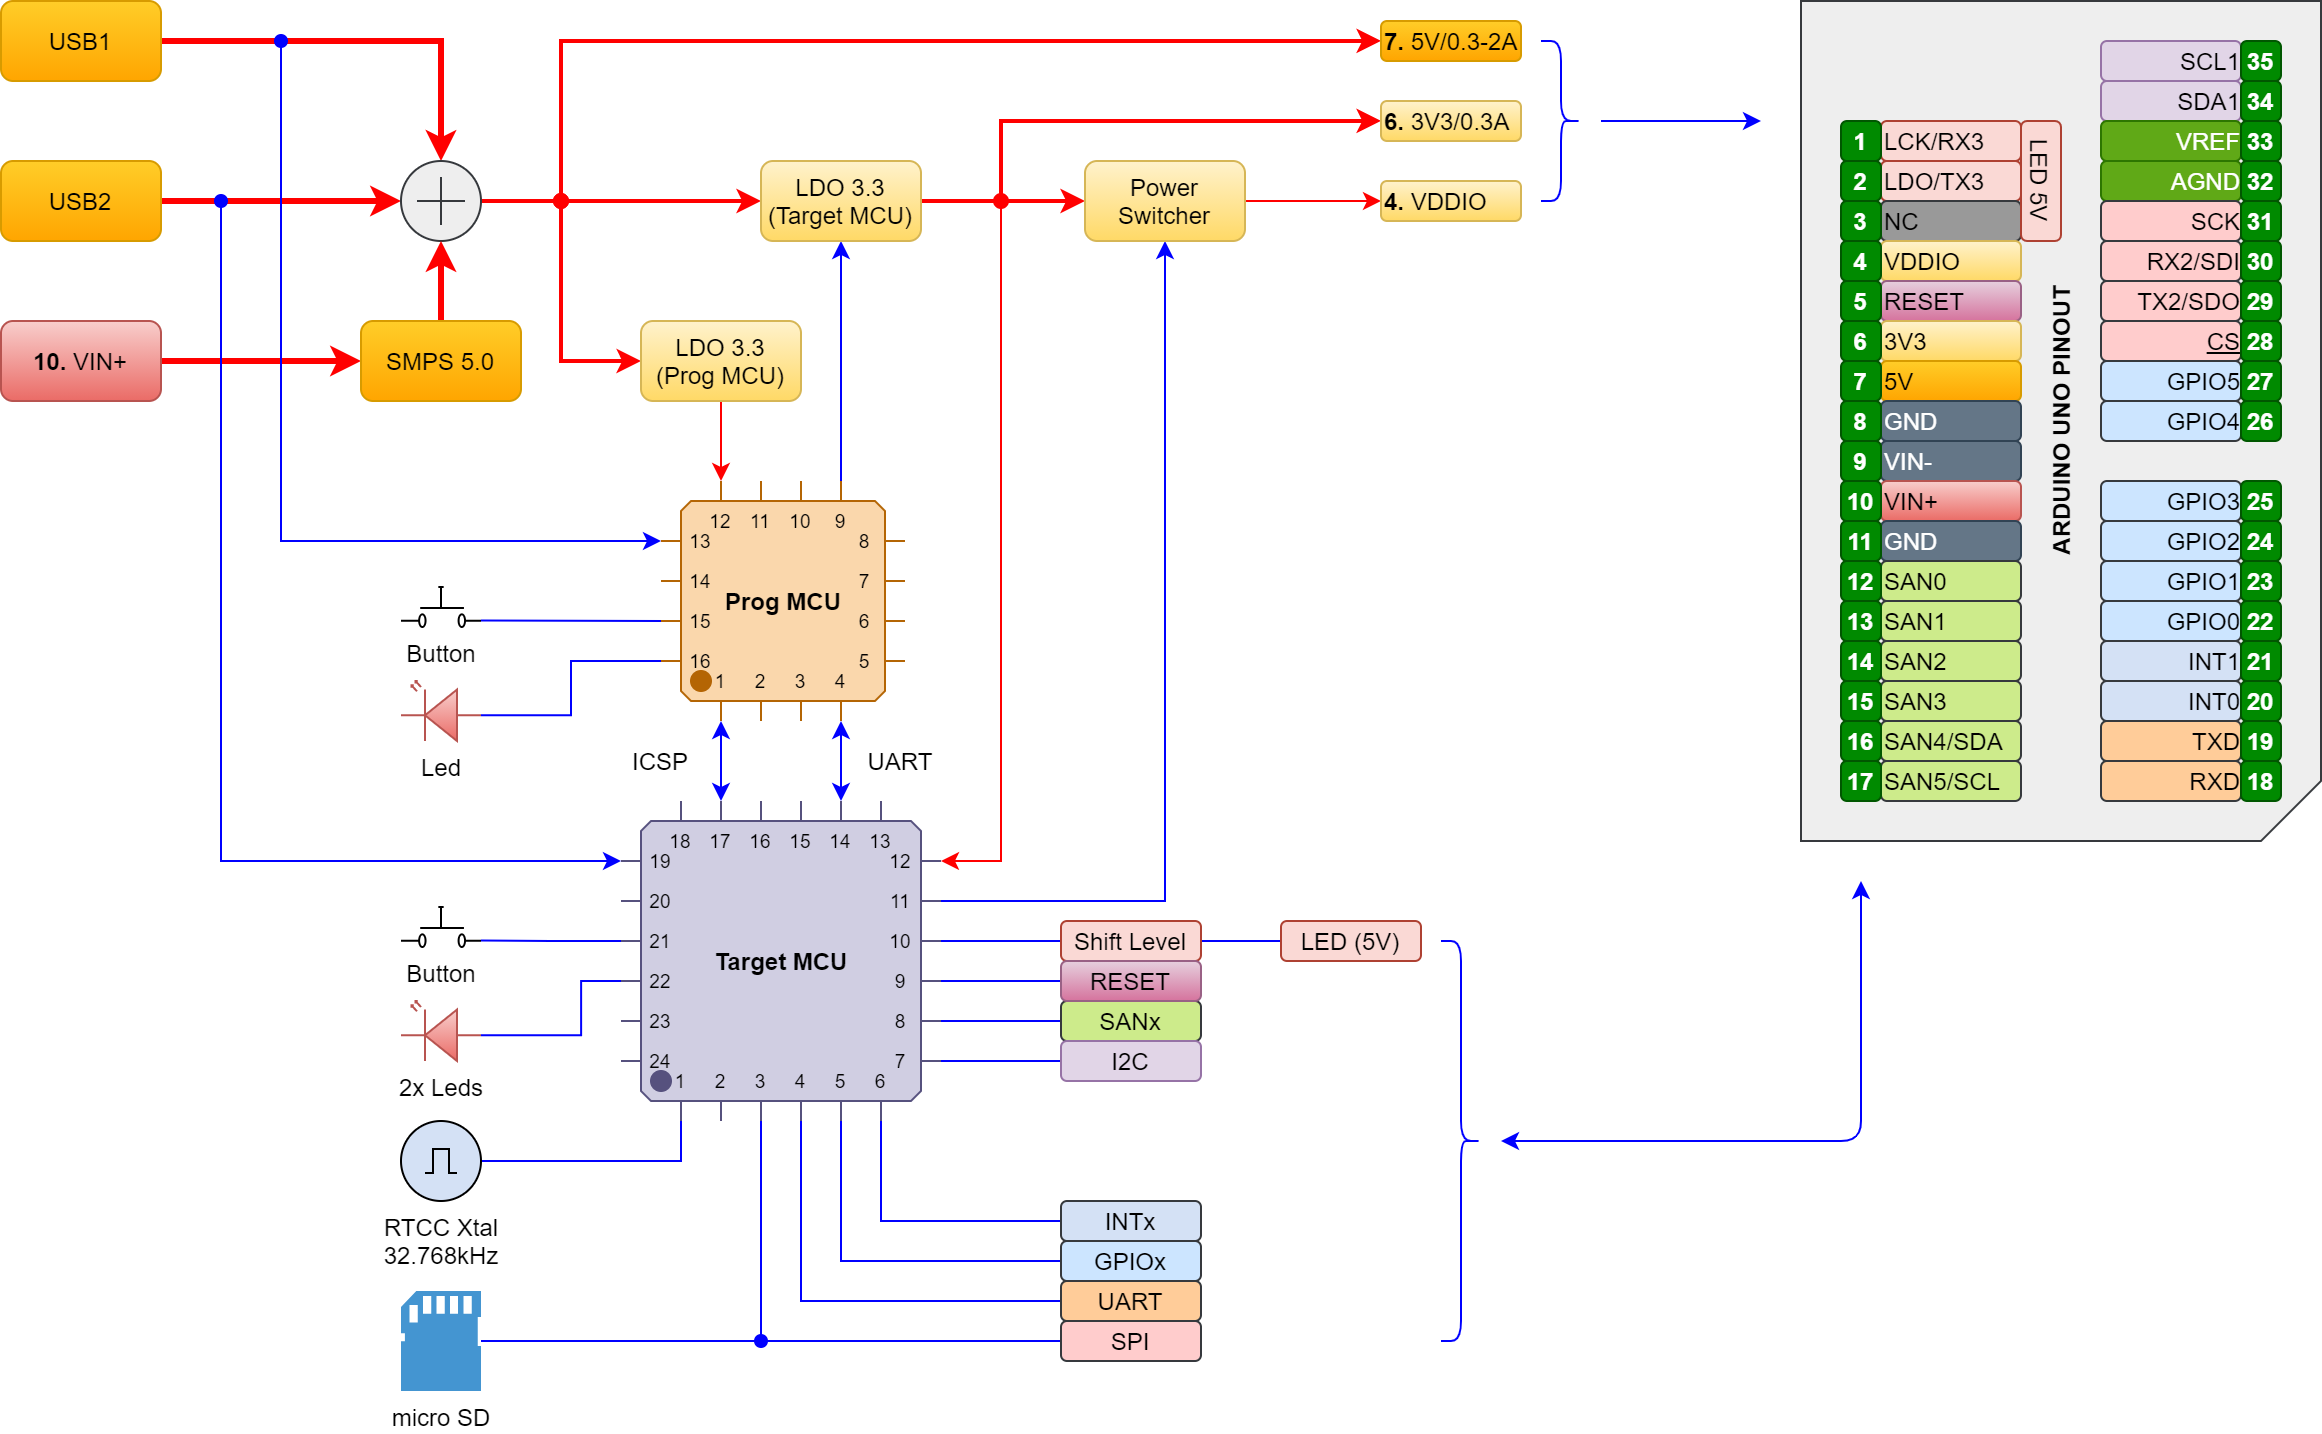 USB1
USB2
10. VIN+
SMPS 5.0
LDO 3.3
(Target MCU)
LDO 3.3
(Prog MCU)
Power
Switcher
7. 5V/0.3-2A
6. 3V3/0.3A
4. VDDIO
12
11
10
9
13
14
15
16
8
7
6
5
Prog MCU
1
2
3
4
Button
Led
ICSP
UART
18
17
16
15
14
13
19
20
21
22
23
24
12
11
10
9
8
7
Target MCU
1
2
3
4
5
6
Button
2x Leds
RTCC Xtal
32.768kHz
micro SD
Shift Level
LED (5V)
RESET
SANx
I2C
INTx
GPIOx
UART
SPI
1 LCK/RX3
2 LDO/TX3
3 NC
4 VDDIO
5 RESET
6 3V3
7 5V
8 GND
9 VIN-
10 VIN+
11 GND
12 SAN0
13 SAN1
14 SAN2
15 SAN3
16 SAN4/SDA
17 SAN5/SCL
LED 5V
ARDUINO UNO PINOUT
SCL1 35
SDA1 34
VREF 33
AGND 32
SCK 31
RX2/SDI 30
TX2/SDO 29
CS 28
GPIO5 27
GPIO4 26
GPIO3 25
GPIO2 24
GPIO1 23
GPIO0 22
INT1 21
INT0 20
TXD 19
RXD 18